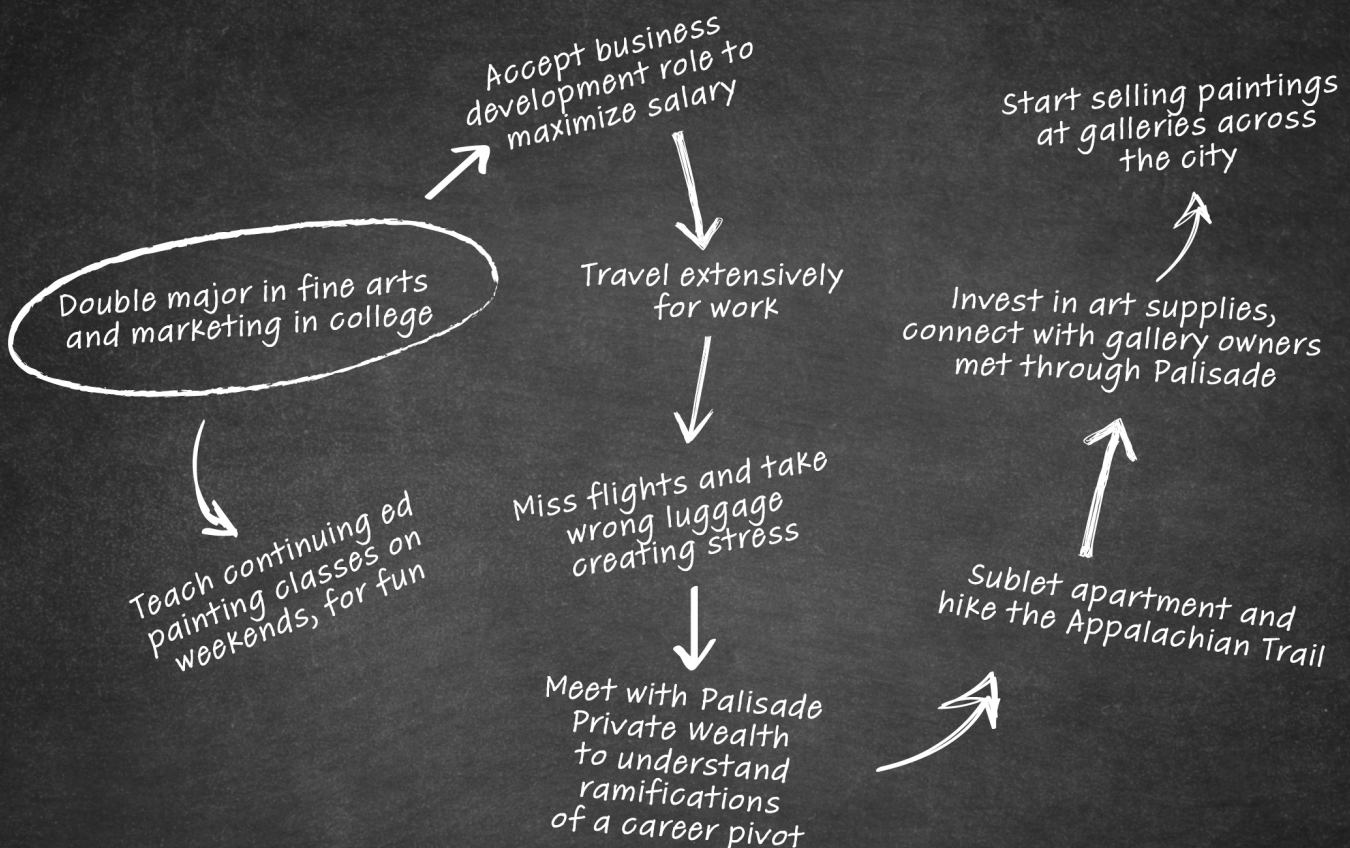 Double major in fine arts
and marketing in college
Teach continuing ed
painting classes on
weekends, for fun
Accept business
development role to
maximize salary
Travel extensively
for work
Miss flights and take
wrong luggage
creating stress
Meet with Palisade
Private Wealth
to understand
ramifications
of a career pivot
Sublet apartment and
hike the Appalachian Trail
Invest in art supplies,
connect with gallery owners
met through Palisade
Start selling paintings
at galleries across
the city